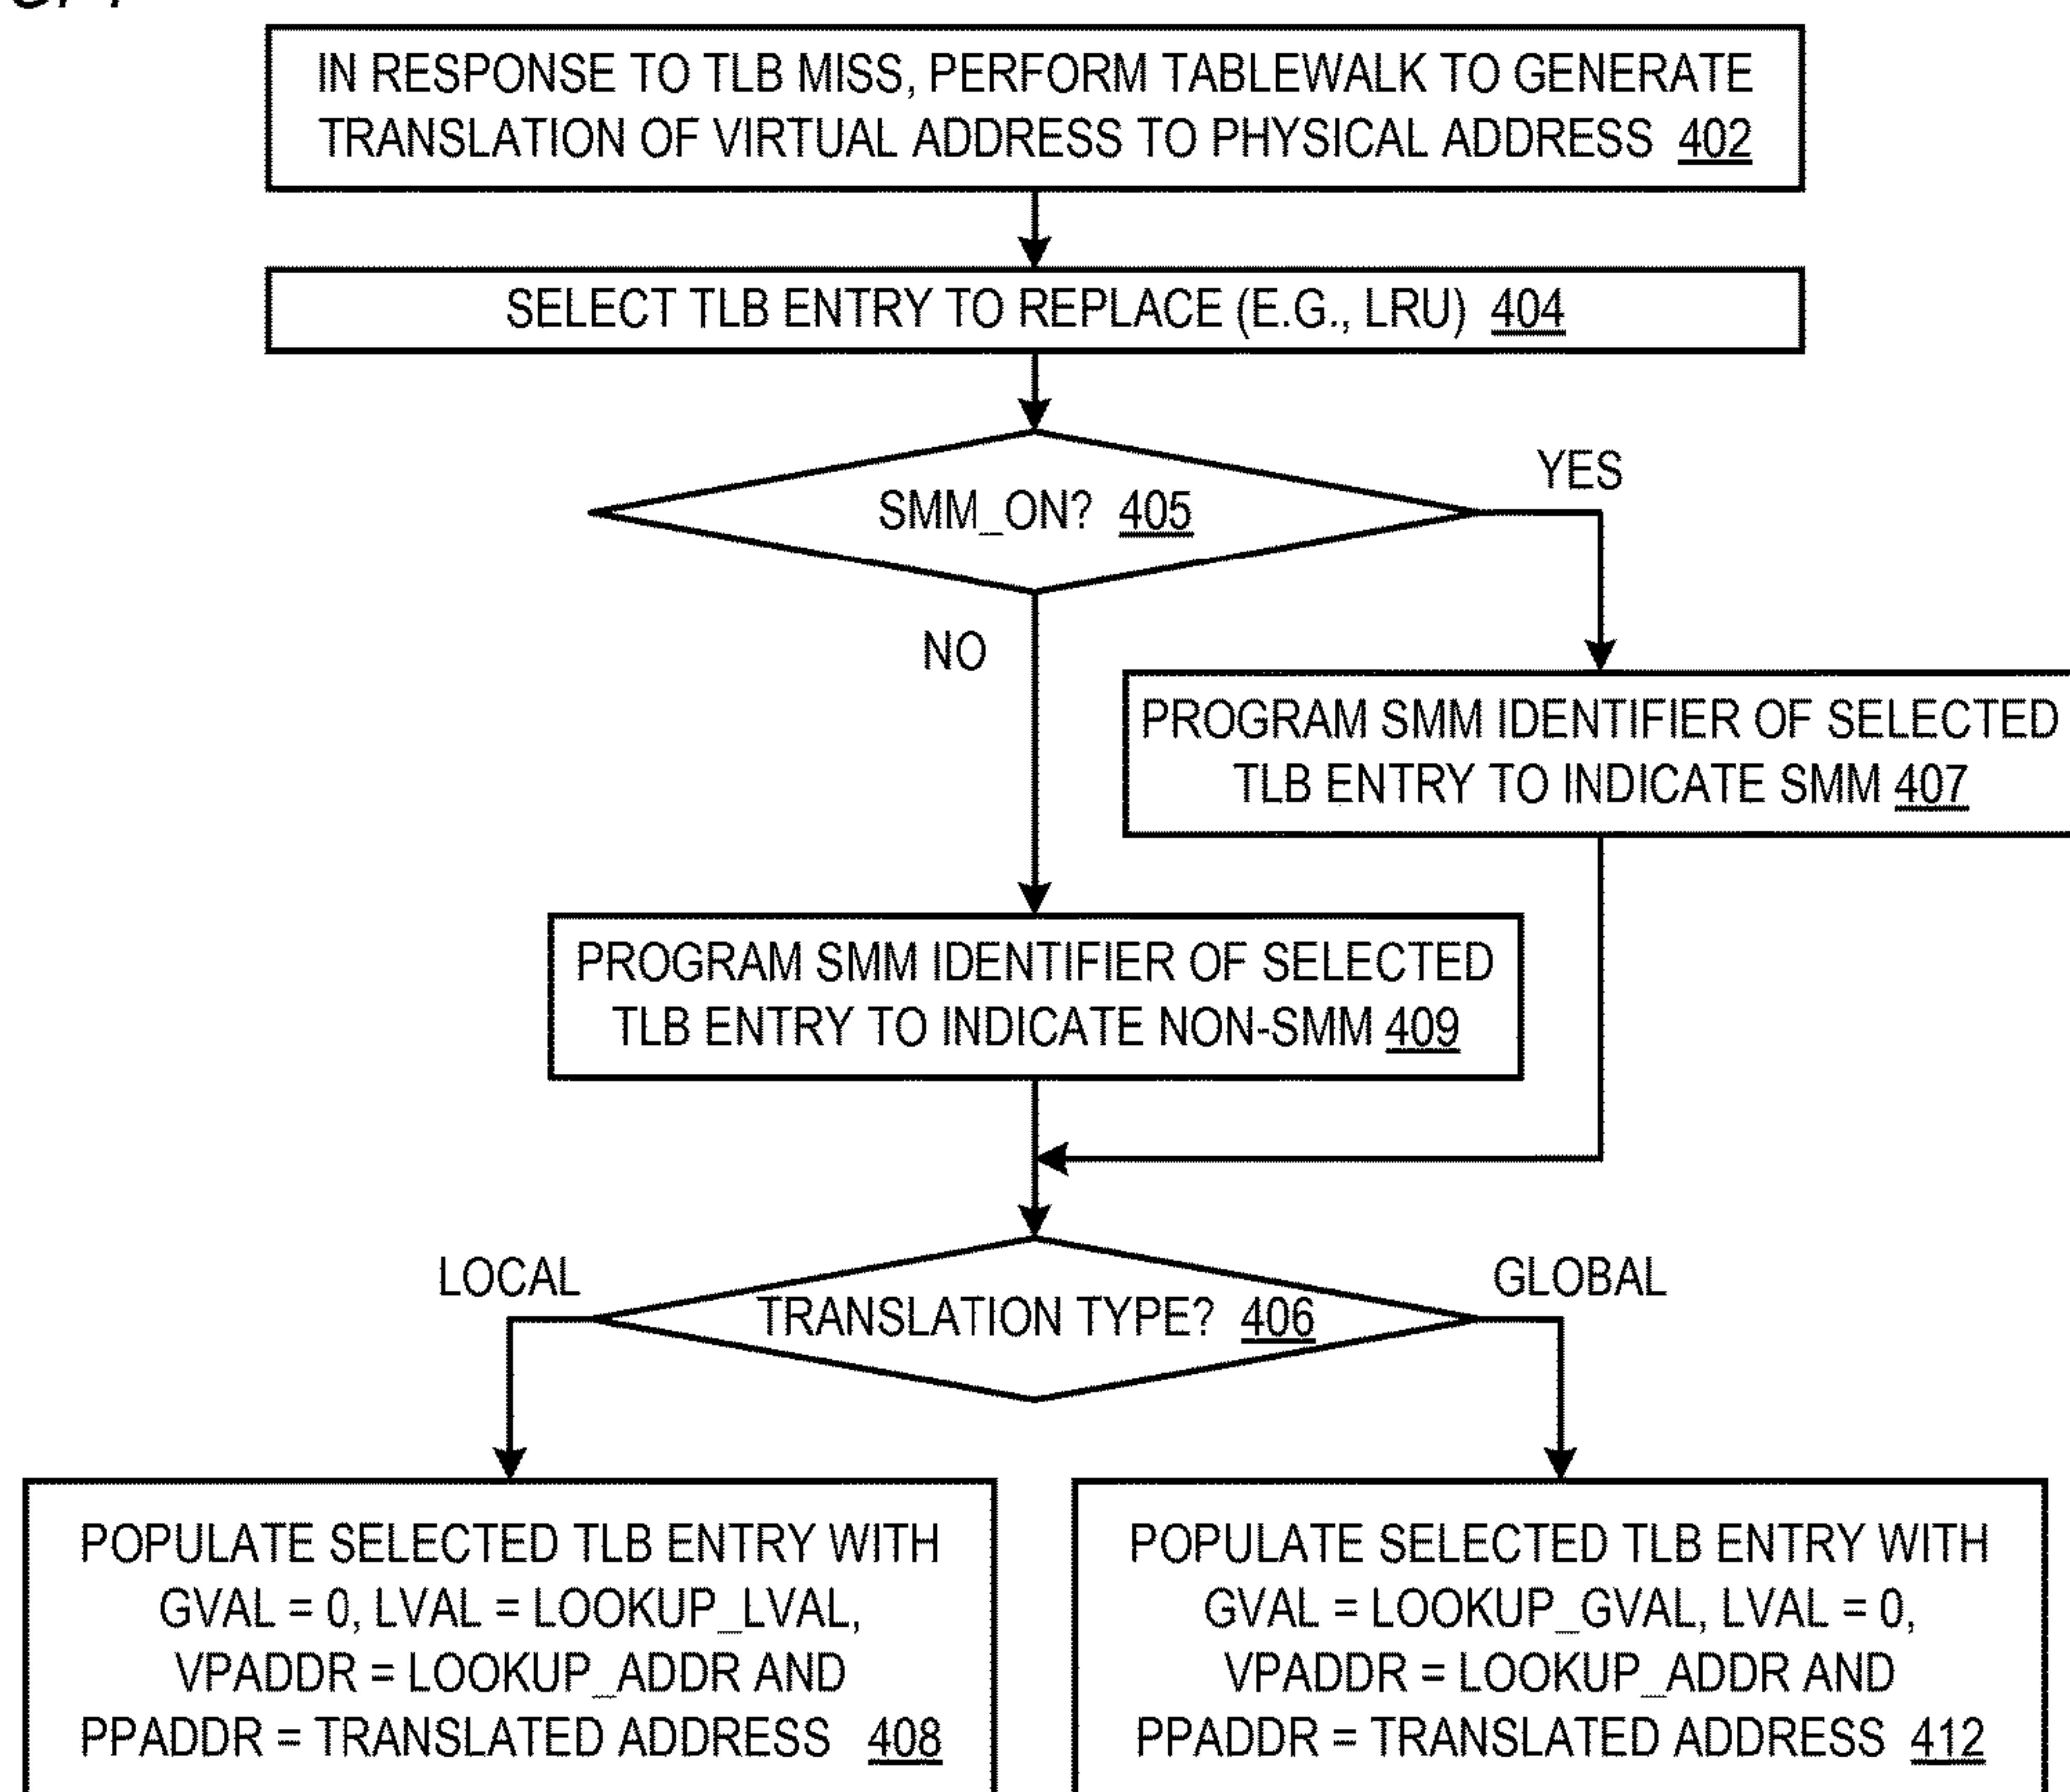 IN RESPONSE TO TLB MISS, PERFORM TABLEWALK TO GENERATE
TRANSLATION OF VIRTUAL ADDRESS TO PHYSICAL ADDRESS 402
SELECT TLB ENTRY TO REPLACE (E.G., LRU) 404
SMM_ON? 405
YES
NO
PROGRAM SMM IDENTIFIER OF SELECTED
TLB ENTRY TO INDICATE SMM 407
PROGRAM SMM IDENTIFIER OF SELECTED
TLB ENTRY TO INDICATE NON-SMM 409
TRANSLATION TYPE? 406
LOCAL
GLOBAL
POPULATE SELECTED TLB ENTRY WITH
GVAL = 0, LVAL = LOOKUP_LVAL,
VPADDR = LOOKUP_ADDR AND
PPADDR = TRANSLATED ADDRESS 408
POPULATE SELECTED TLB ENTRY WITH
GVAL = LOOKUP_GVAL, LVAL = 0,
VPADDR = LOOKUP_ADDR AND
PPADDR = TRANSLATED ADDRESS 412